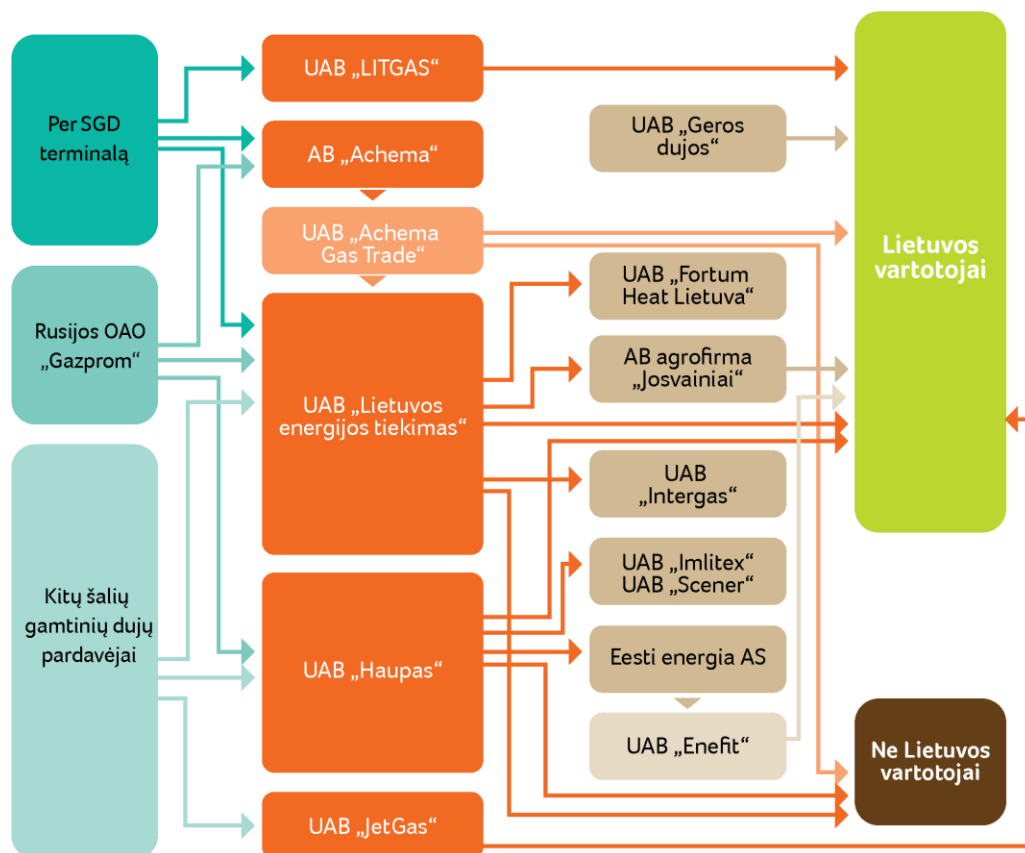 Per SGD
terminalą
Rusijos OAO
„Gazprom“
Kitų šalių
gamtinių dujų
pardavėjai
UAB „LITGAS“
AB „Achema“
UAB „Achema
Gas Trade“
UAB „Lietuvos
energijos tiekimas“
UAB „Haupas“
UAB „JetGas“
UAB „Geros
dujos“
UAB „Fortum
Heat Lietuva“
AB agrofirma
„Josvainiai“
UAB
„Intergas“
UAB „Imlitex“
UAB „Scener“
Eesti energia AS
UAB „Enefit“
Lietuvos
vartotojai
Ne Lietuvos
vartotojai